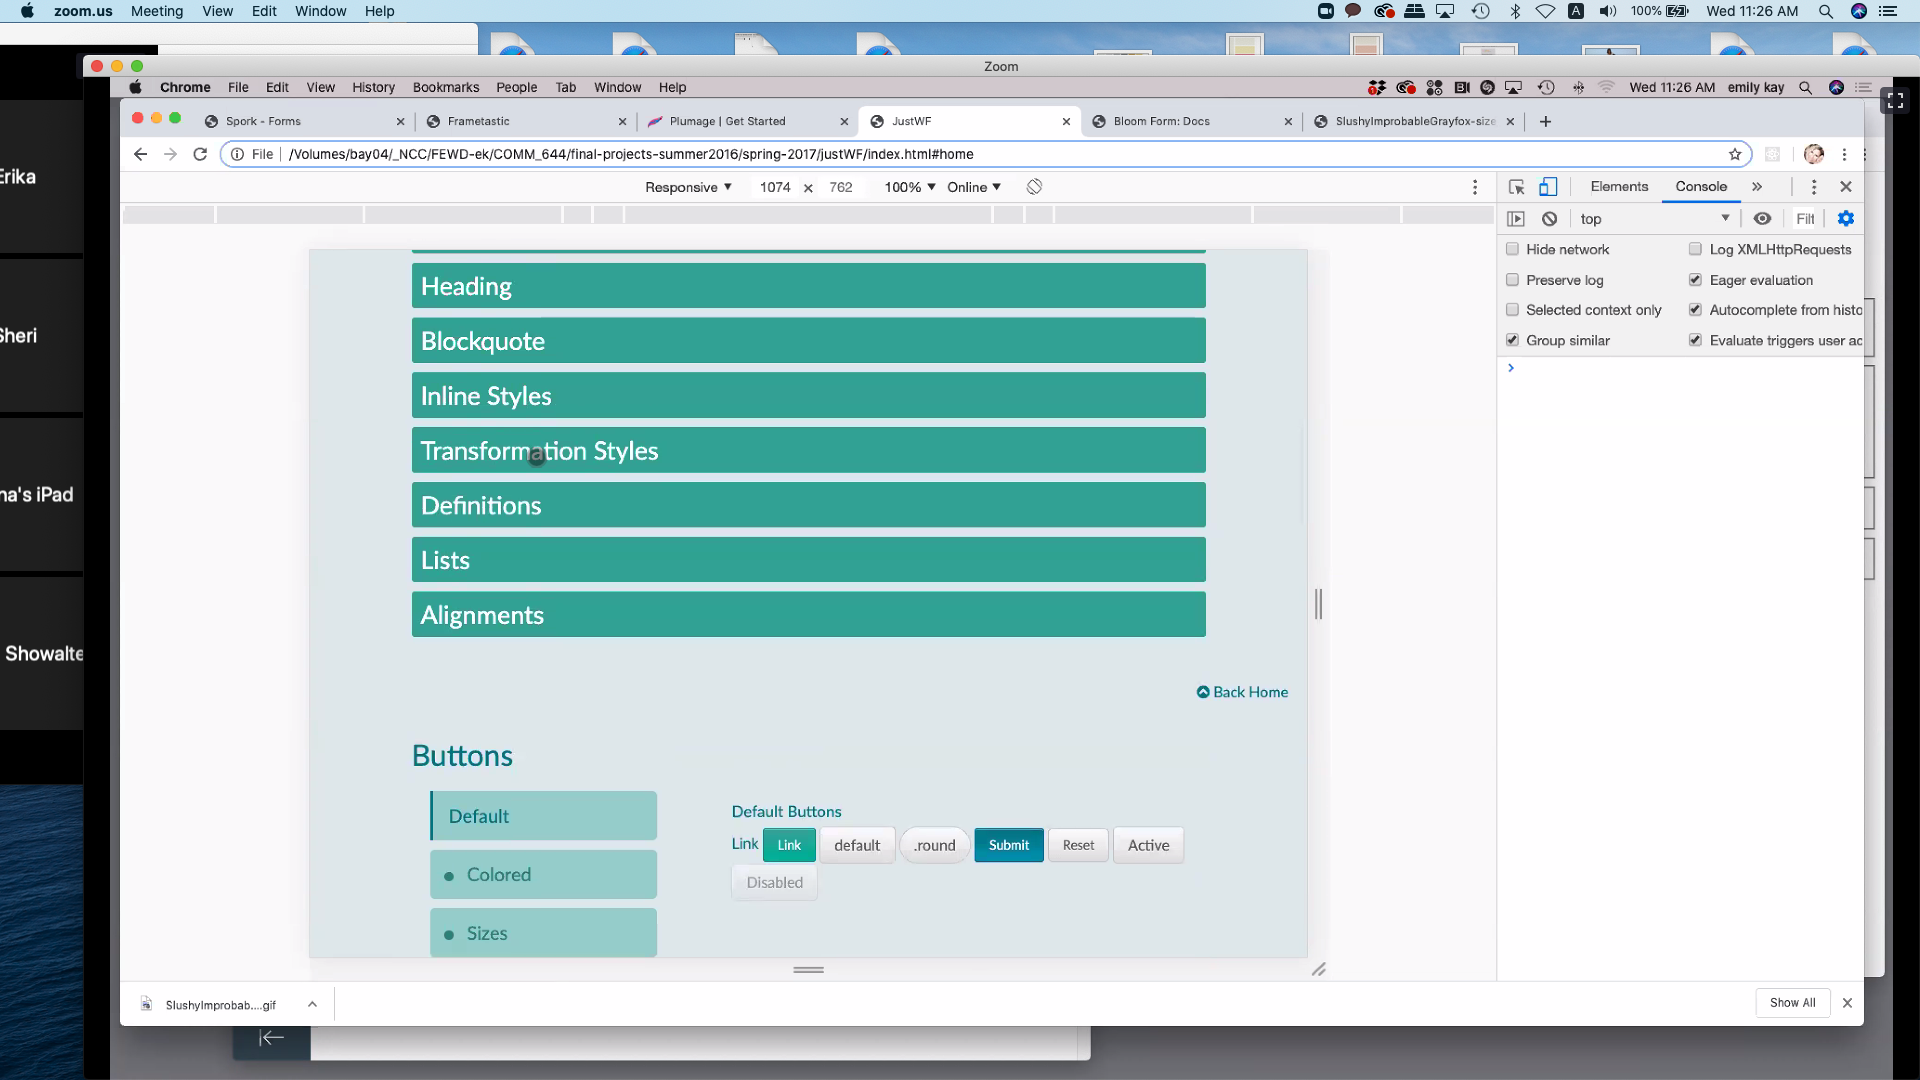 zoom.us Meeting View Edit Window Help
100% Wed 11:26 AM
Zoom
Chrome File Edit View History Bookmarks People Tab Window Help
Wed 11:26 AM emily kay
Spork - Forms
Frametastic
Plumage | Get Started
JustWF
Bloom Form: Docs
SlushyImprobableGrayfox-size
File /Volumes/bay04/_NCC/FEWD-ek/COMM_644/final-projects-summer2016/spring-2017/justWF/index.html#home
Responsive 1074 × 762 100% Online
Elements Console »
top Filt
Hide network
Log XMLHttpRequests
Preserve log
Eager evaluation
Selected context only
Autocomplete from histo
Group similar
Evaluate triggers user ac
Erika
Sheri
na's iPad
Showalte
Heading
Blockquote
Inline Styles
Transformation Styles
Definitions
Lists
Alignments
Back Home
Buttons
Default
Colored
Sizes
Default Buttons
Link Link default .round Submit Reset Active
Disabled
SlushyImprobab....gif
Show All